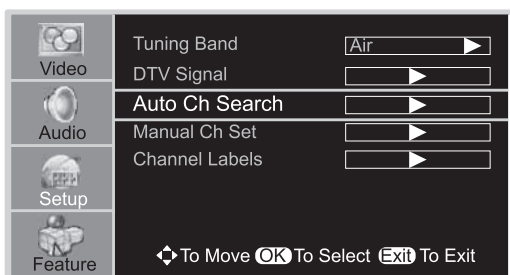 Video
Audio
Setup
Feature
Tuning Band Air
DTV Signal
Auto Ch Search
Manual Ch Set
Channel Labels
To Move OK To Select Exit To Exit